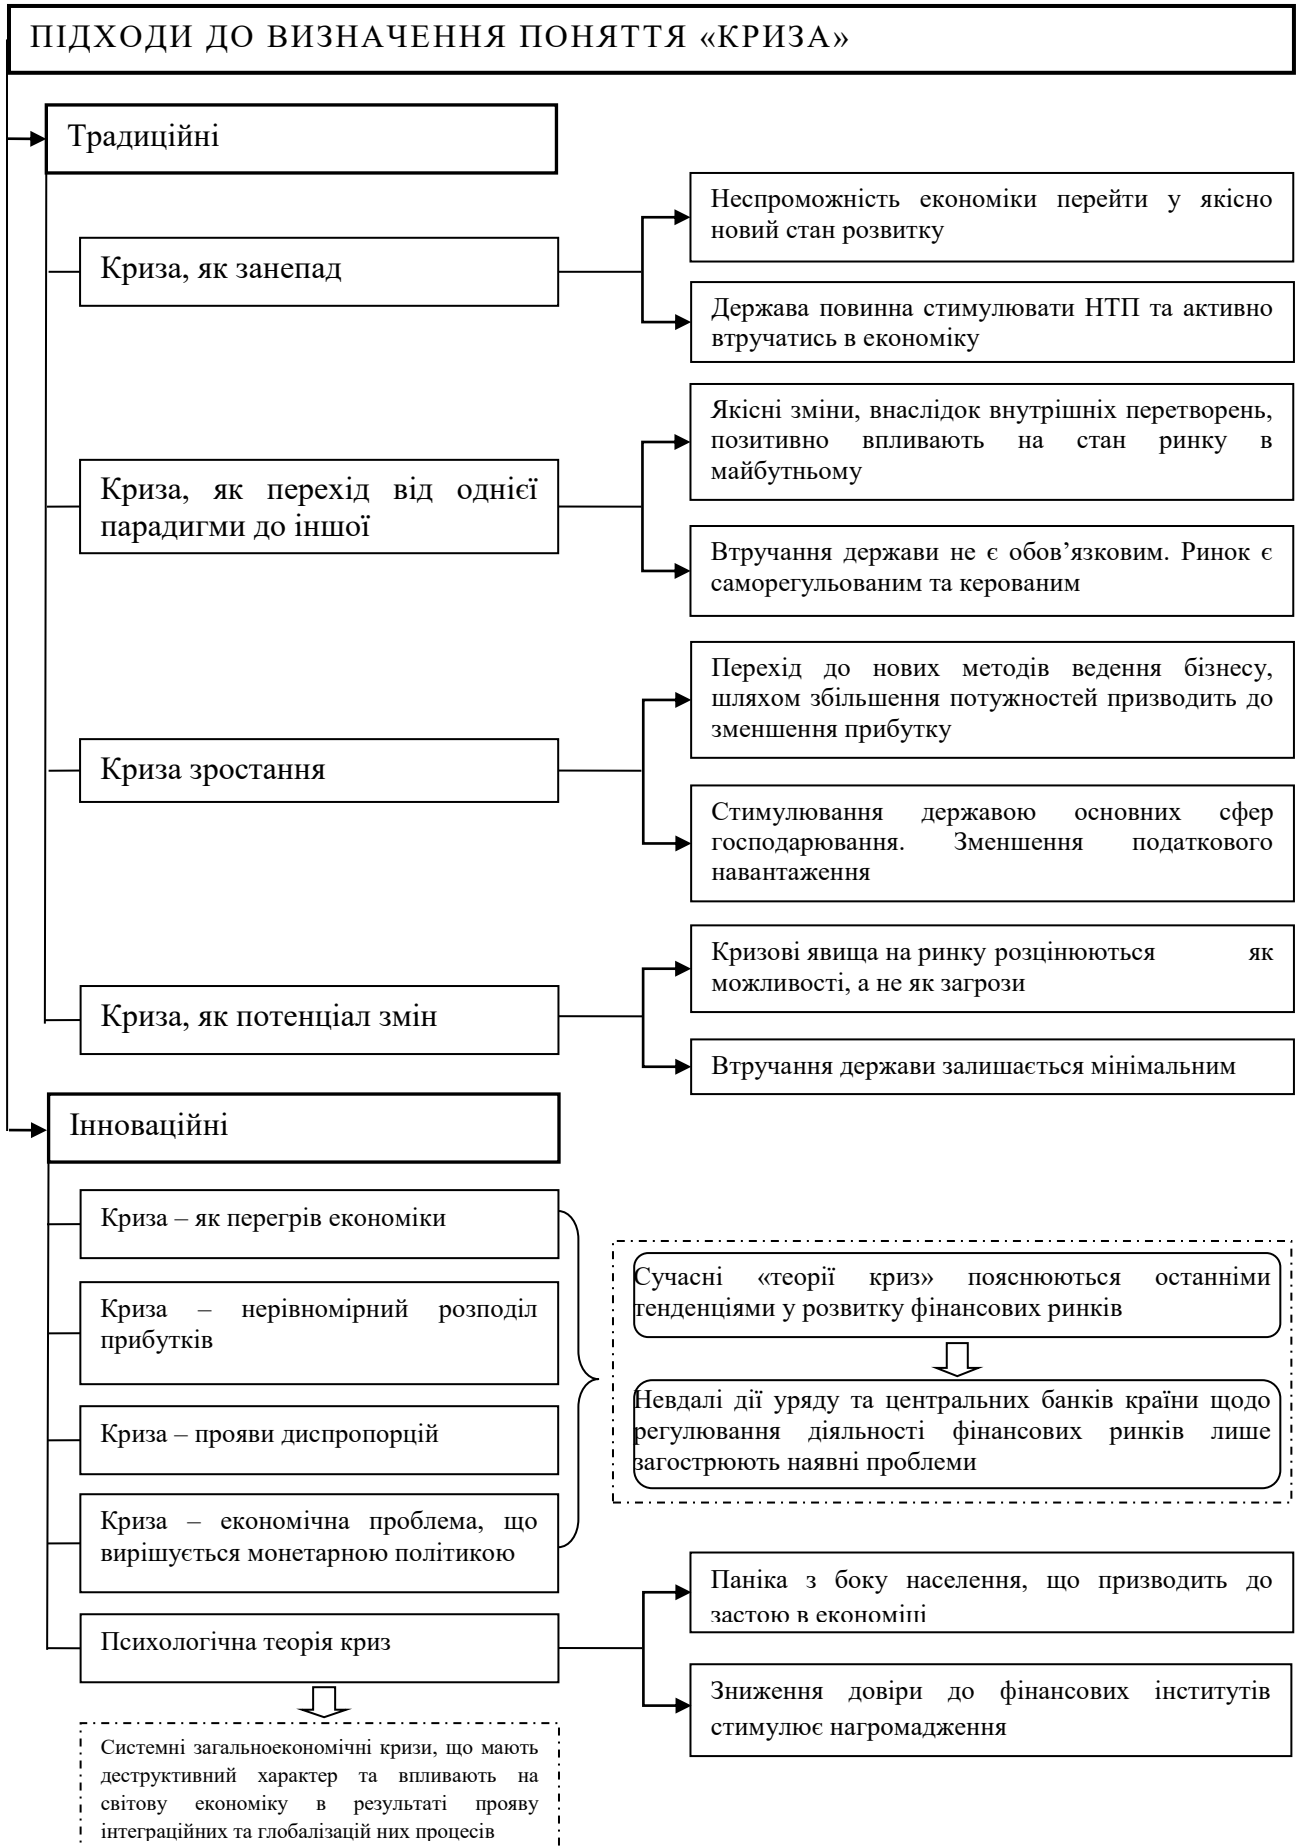 ПІДХОДИ ДО ВИЗНАЧЕННЯ ПОНЯТТЯ «КРИЗА»
Традиційні
Криза, як занепад
Неспроможність економіки перейти у якісно
новий стан розвитку
Держава повинна стимулювати НТП та активно
втручатись в економіку
Криза, як перехід від однієї
парадигми до іншої
Якісні зміни, внаслідок внутрішніх перетворень,
позитивно впливають на стан ринку в
майбутньому
Втручання держави не є обов’язковим. Ринок є
саморегульованим та керованим
Криза зростання
Перехід до нових методів ведення бізнесу,
шляхом збільшення потужностей призводить до
зменшення прибутку
Стимулювання державою основних сфер
господарювання. Зменшення податкового
навантаження
Криза, як потенціал змін
Кризові явища на ринку розцінюються як
можливості, а не як загрози
Втручання держави залишається мінімальним
Інноваційні
Криза – як перегрів економіки
Криза – нерівномірний розподіл
прибутків
Криза – прояви диспропорцій
Криза – економічна проблема, що
вирішується монетарною політикою
Сучасні «теорії криз» пояснюються останніми
тенденціями у розвитку фінансових ринків
Невдалі дії уряду та центральних банків країни щодо
регулювання діяльності фінансових ринків лише
загострюють наявні проблеми
Психологічна теорія криз
Паніка з боку населення, що призводить до
застою в економіці
Зниження довіри до фінансових інститутів
стимулює нагромадження
Системні загальноекономічні кризи, що мають
деструктивний характер та впливають на
світову економіку в результаті прояву
інтеграційних та глобалізацій них процесів